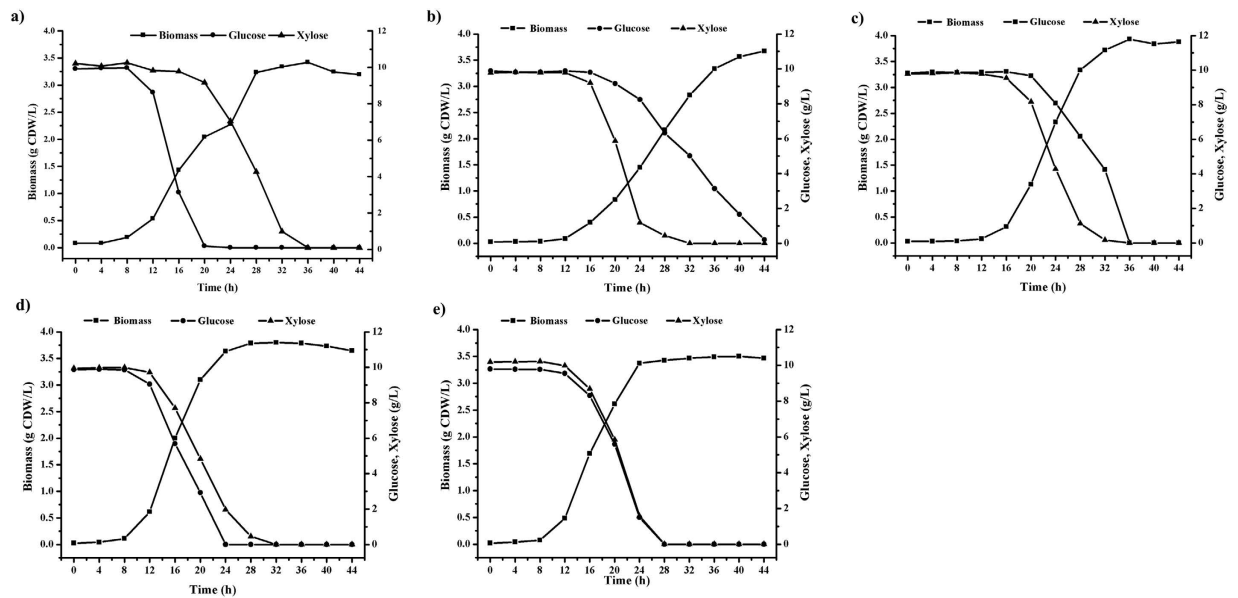 a)
Biomass Glucose Xylose
4.0 12
3.5
3.0 10
2.5 8
2.0 6
1.5 4
1.0
0.5 2
0.0 0
Biomass (g CDW/L)
Glucose, Xylose (g/L)
0 4 8 12 16 20 24 28 32 36 40 44
Time (h)
b)
Biomass Glucose Xylose
4.0 12
3.5 10
3.0
2.5 8
2.0 6
1.5 4
1.0
0.5 2
0.0 0
Biomass (g CDW/L)
Glucose, Xylose (g/L)
0 4 8 12 16 20 24 28 32 36 40 44
Time (h)
c)
Biomass Glucose Xylose
4.0 12
3.5 10
3.0
2.5 8
2.0 6
1.5 4
1.0
0.5 2
0.0 0
Biomass (g CDW/L)
Glucose, Xylose (g/L)
0 4 8 12 16 20 24 28 32 36 40 44
Time (h)
d)
Biomass Glucose Xylose
4.0 12
3.5 10
3.0
2.5 8
2.0 6
1.5 4
1.0
0.5 2
0.0 0
Biomass (g CDW/L)
Glucose, Xylose (g/L)
0 4 8 12 16 20 24 28 32 36 40 44
Time (h)
e)
Biomass Glucose Xylose
4.0 12
3.5 10
3.0
2.5 8
2.0 6
1.5 4
1.0
0.5 2
0.0 0
Biomass (g CDW/L)
Glucose, Xylose (g/L)
0 4 8 12 16 20 24 28 32 36 40 44
Time (h)